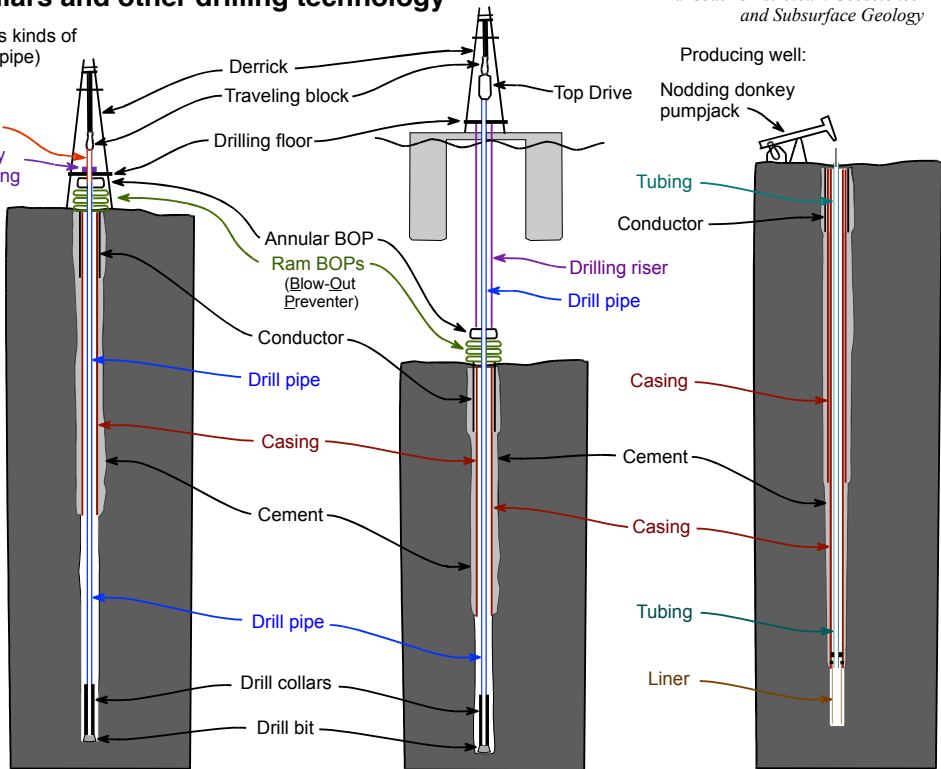 llars and other drilling technology
and Subsurface Geology
s kinds of
pipe)
Producing well:
Derrick
Traveling block
Top Drive
Nodding donkey
pumpjack
Drilling floor
y
ng
Tubing
Conductor
Annular BOP
Ram BOPs
(Blow-Out
Preventer)
Drilling riser
Drill pipe
Conductor
Drill pipe
Casing
Casing
Cement
Cement
Casing
Drill pipe
Tubing
Drill collars
Liner
Drill bit